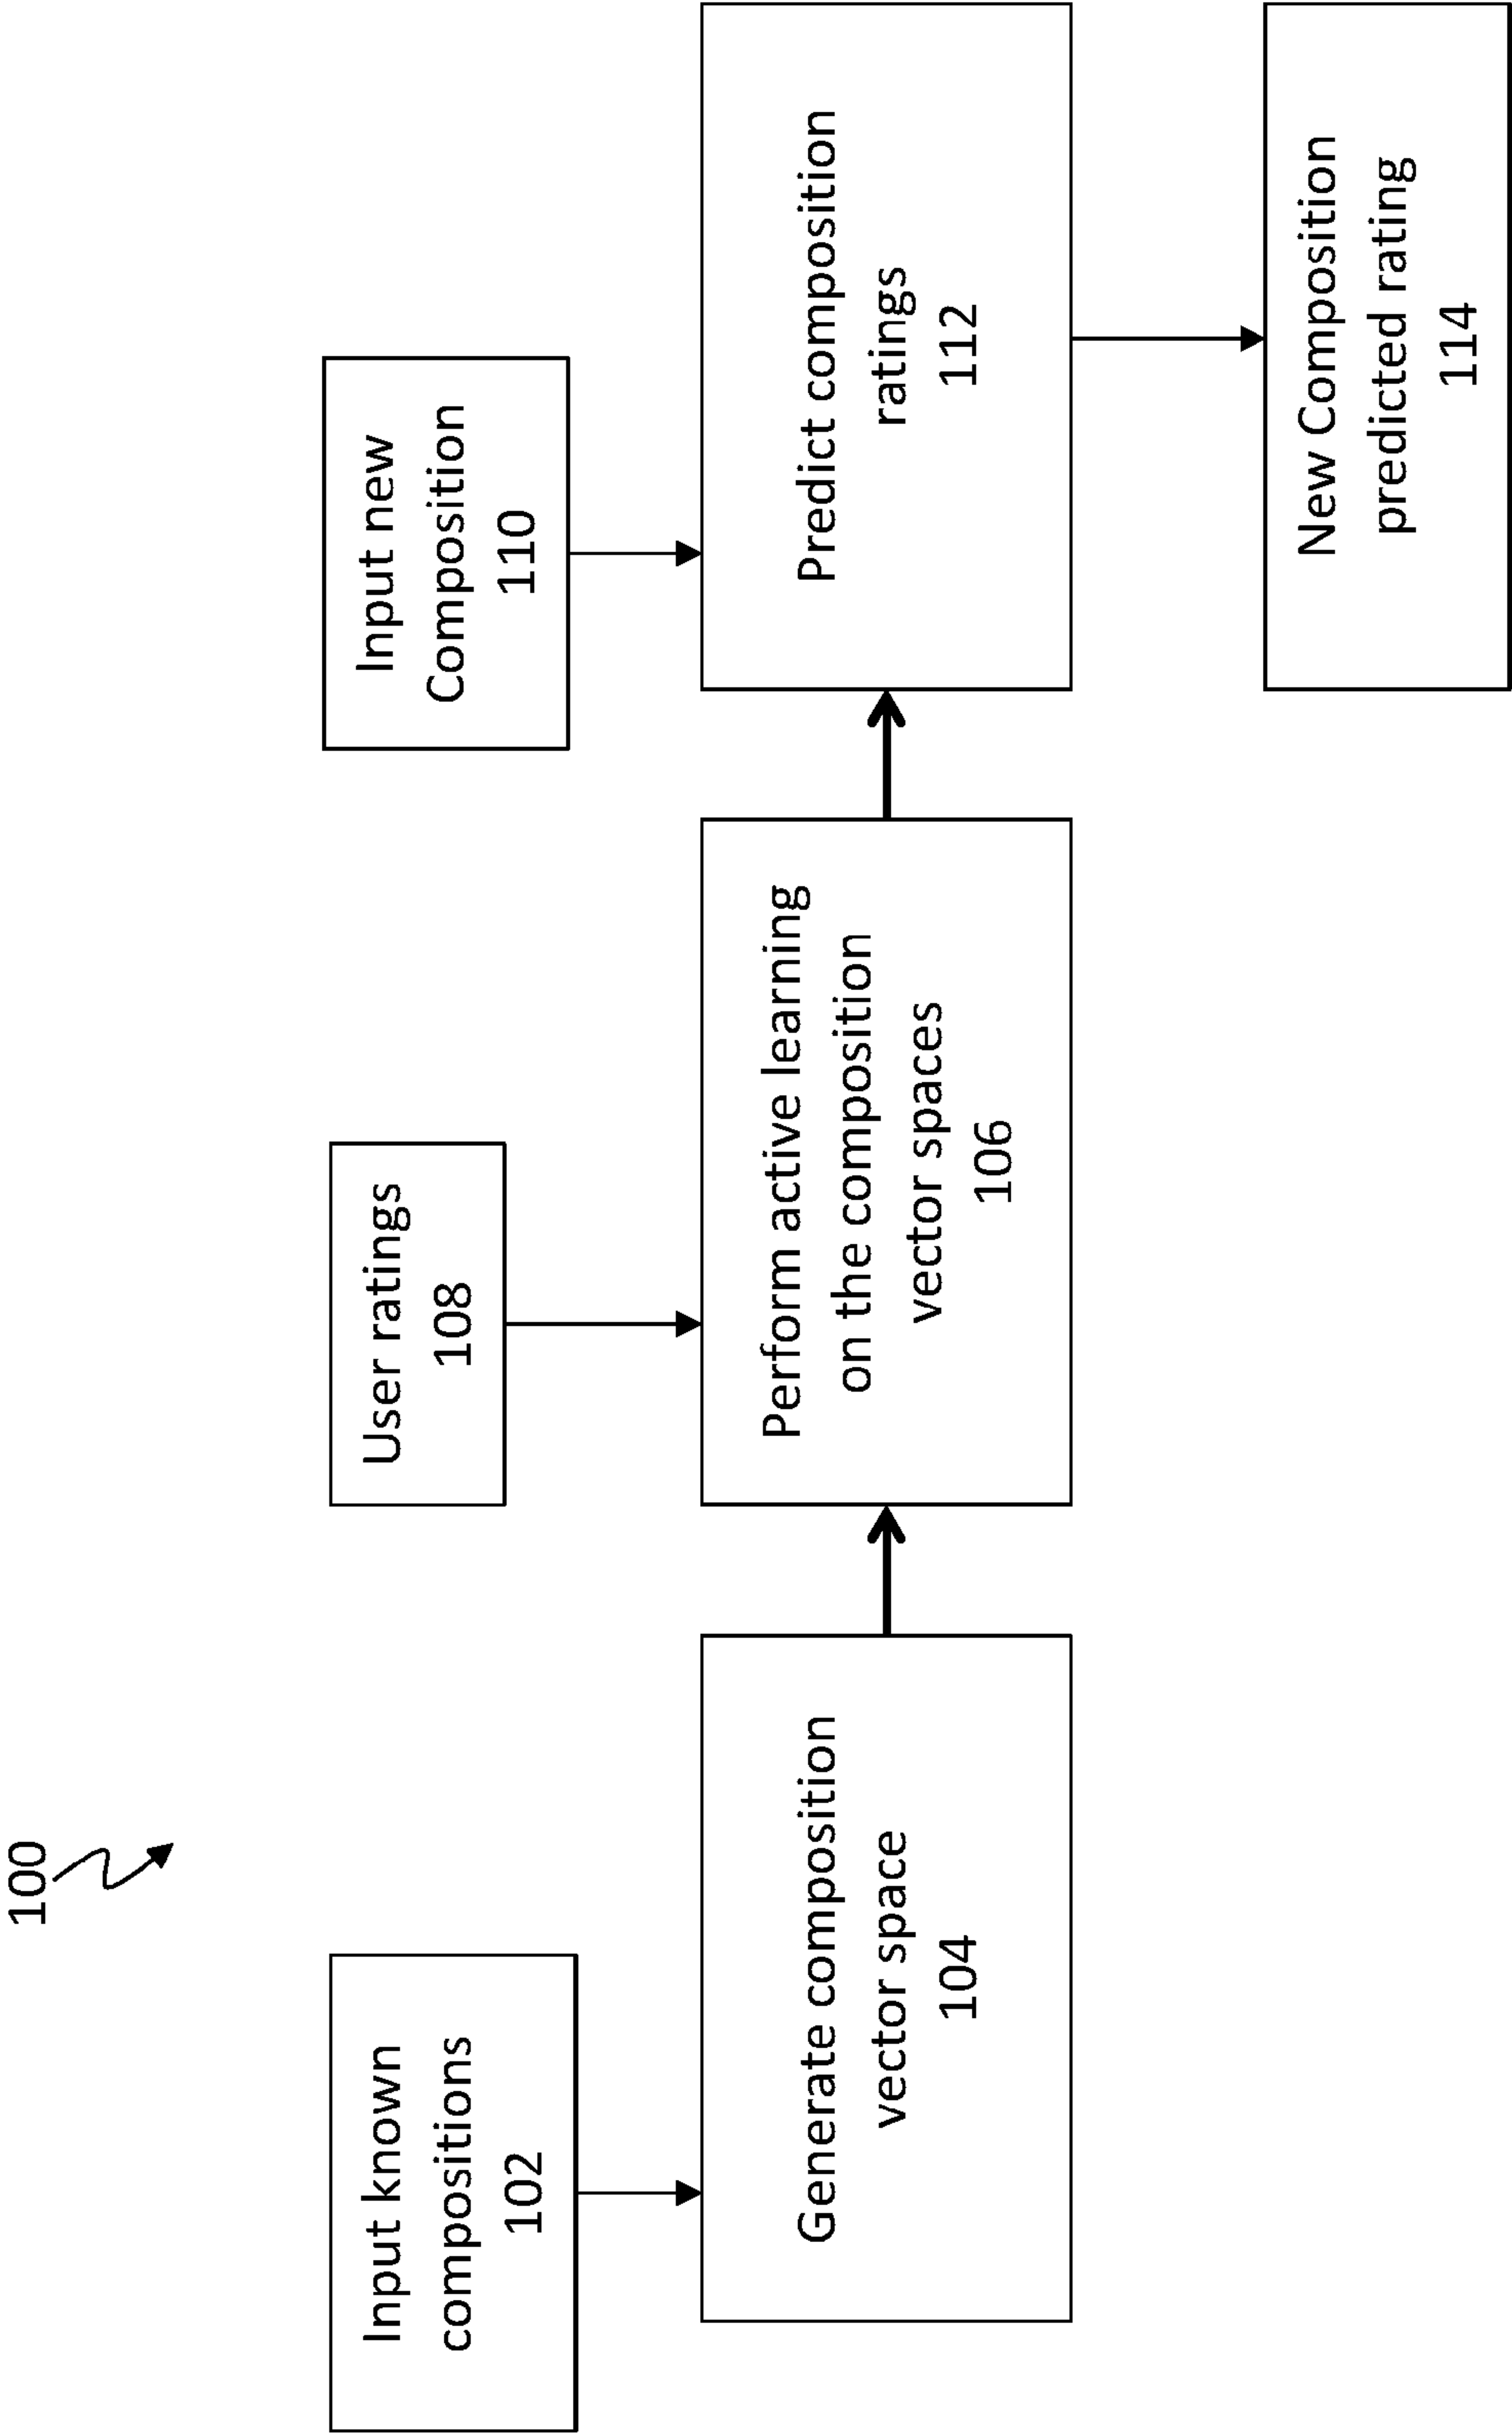 100
Input known
compositions
102
User ratings
108
Input new
Composition
110
Generate composition
vector space
104
Perform active learning
on the composition
vector spaces
106
Predict composition
ratings
112
New Composition
predicted rating
114